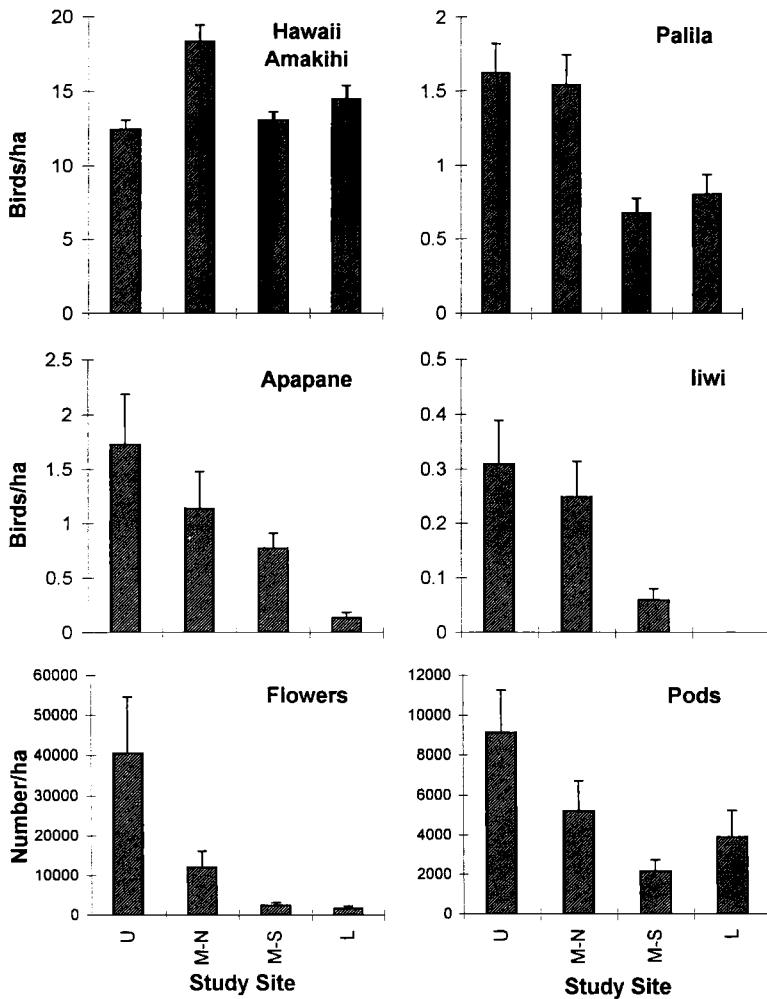 Hawaii
Amakihi
Birds/ha
20
15
10
5
0
Palila
2
1.5
1
0.5
0
Apapane
Birds/ha
2.5
2
1.5
1
0.5
0
Iiwi
0.5
0.4
0.3
0.2
0.1
0
Flowers
Number/ha
60000
50000
40000
30000
20000
10000
0
U
M-N
M-S
L
Study Site
Pods
12000
10000
8000
6000
4000
2000
0
U
M-N
M-S
L
Study Site